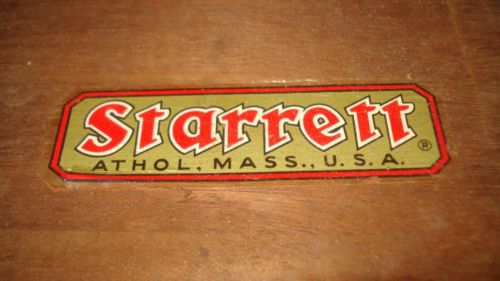 Starrett
ATHOL, MASS., U.S.A. ®